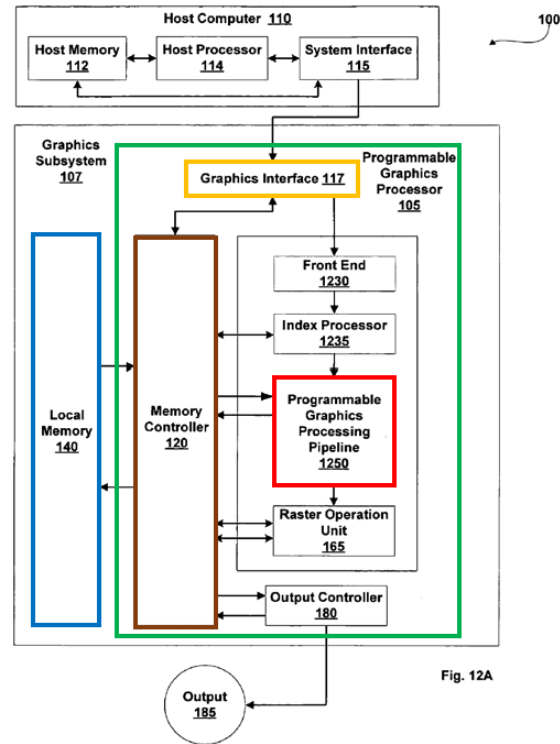 Host Computer 110
100
Host Memory
112
Host Processor
114
System Interface
115
Graphics
Subsystem
107
Programmable
Graphics
Processor
105
Graphics Interface 117
Front End
1230
Index Processor
1235
Local
Memory
140
Memory
Controller
120
Programmable
Graphics
Processing
Pipeline
1250
Raster Operation
Unit
165
Output Controller
180
Output
185
Fig. 12A